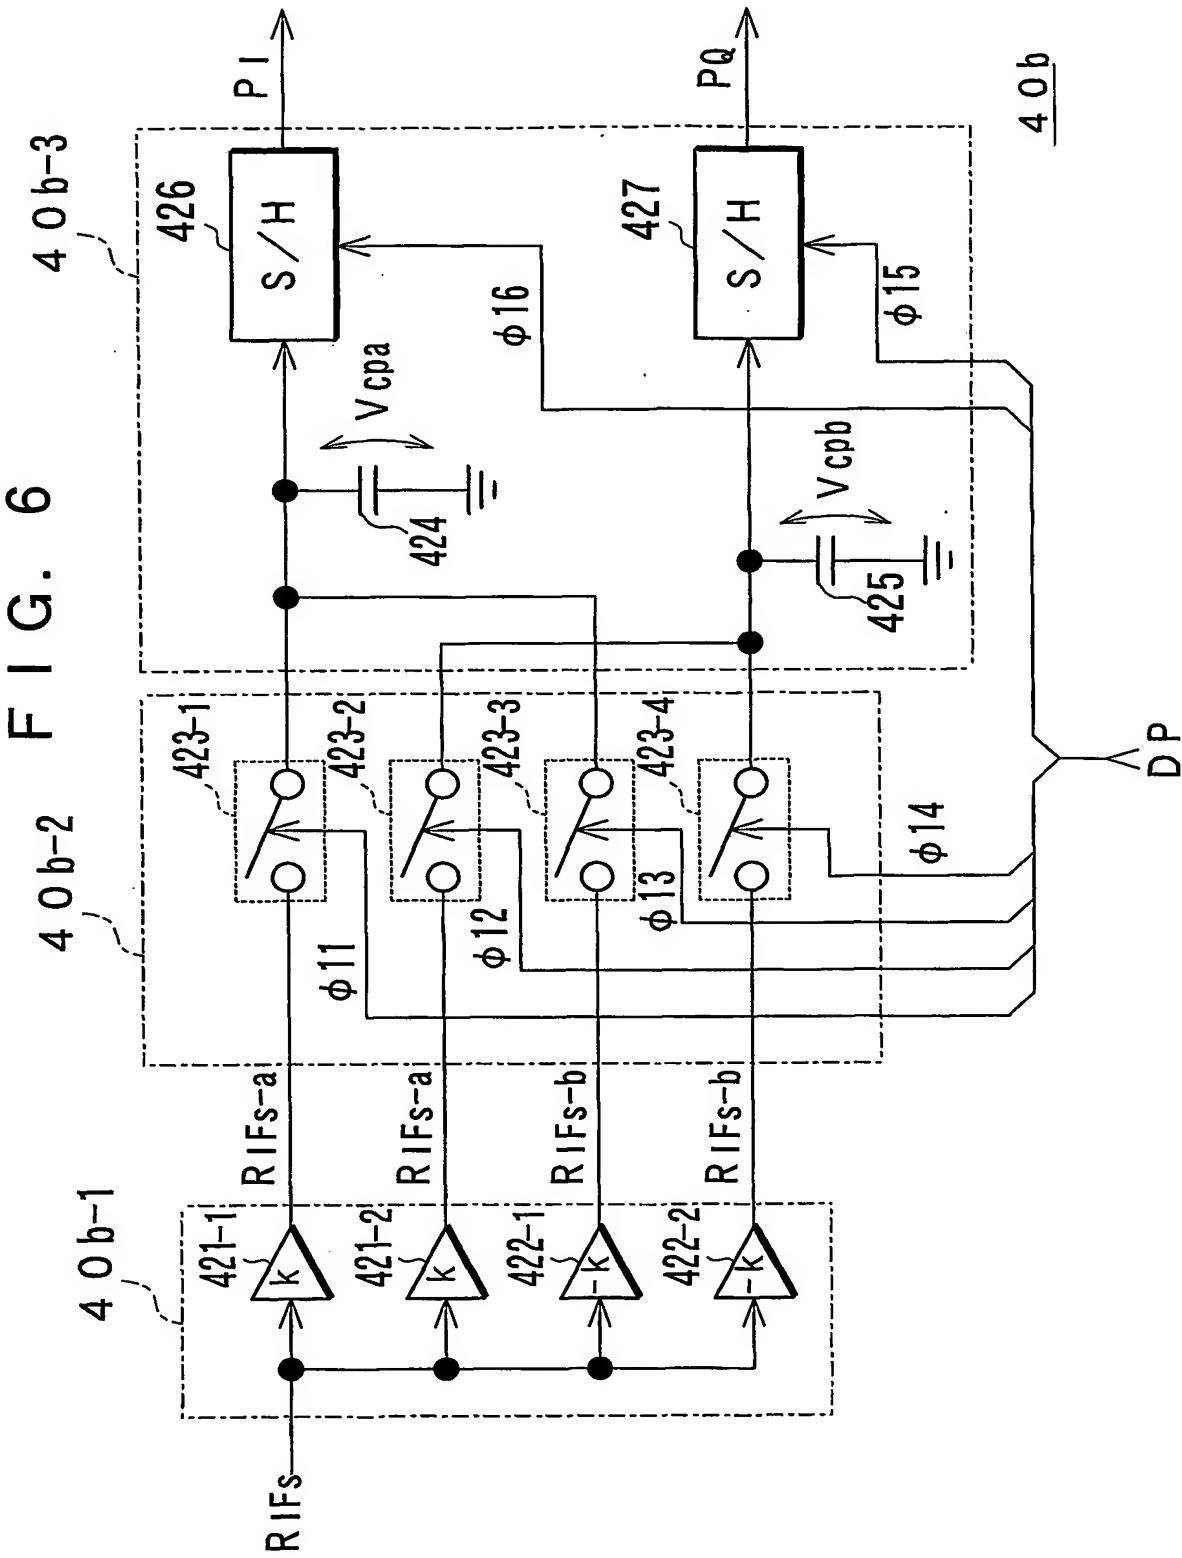 FIG. 6
40b-1
40b-2
40b-3
RIFs
421-1
k
RIFs-a
φ11
423-1
424
Vcpa
426
S/H
PI
421-2
k
RIFs-a
φ12
423-2
φ16
422-1
-k
RIFs-b
φ13
423-3
422-2
-k
RIFs-b
φ14
423-4
425
Vcpb
427
S/H
PQ
φ15
DP
40b